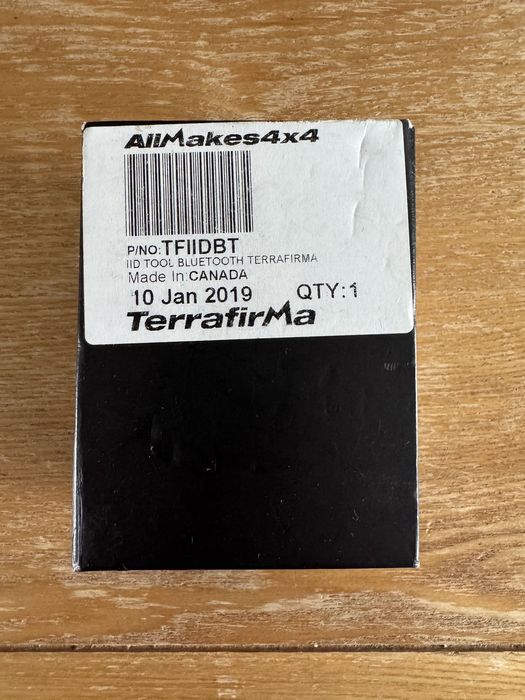 AllMakes4x4
P/NO:TFIIDBT
IID TOOL BLUETOOTH TERRAFIRMA
Made In:CANADA
10 Jan 2019 QTY:1
TerrafirMa